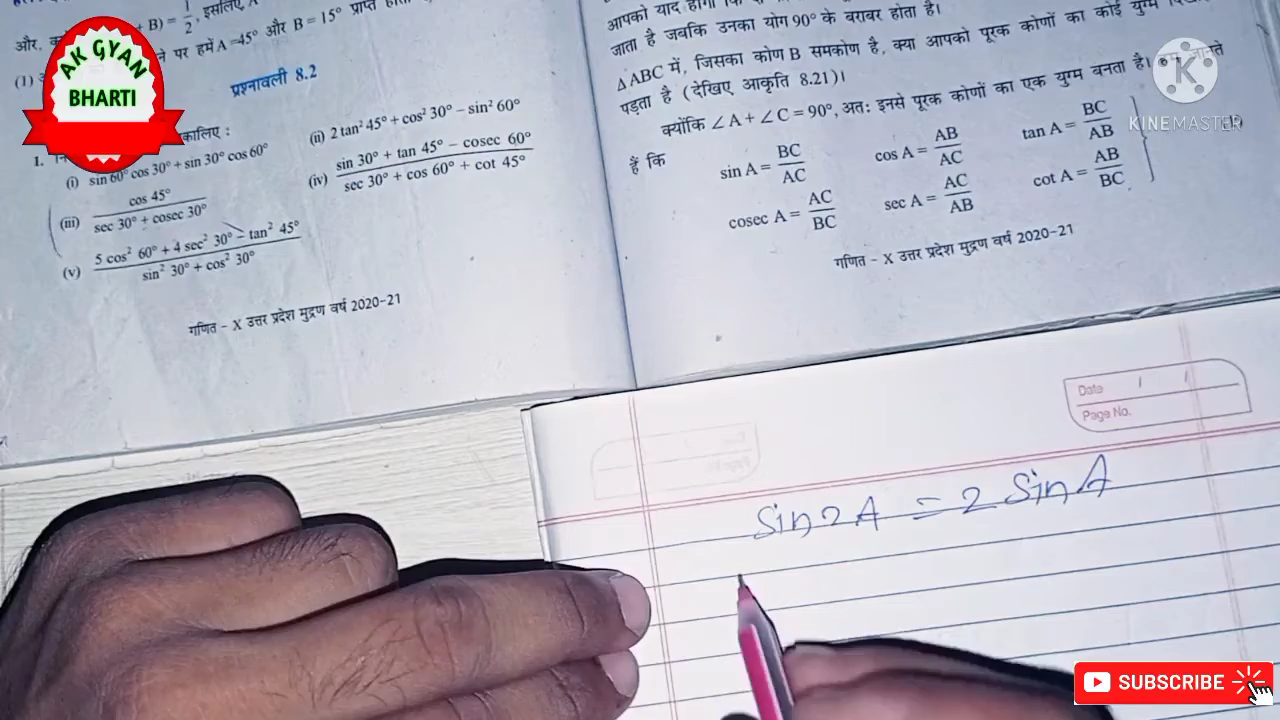 और, + B) = 1/2, इसलिए,
पर हमें A = 45° और B = 15° प्राप्त
(1)
प्रश्नावली 8.2
1. कालिए :
(i) sin 60° cos 30° + sin 30° cos 60°
(ii) 2 tan² 45° + cos² 30° – sin² 60°
(iii) cos 45° / sec 30° + cosec 30°
(iv) sin 30° + tan 45° – cosec 60° / sec 30° + cos 60° + cot 45°
(v) 5 cos² 60° + 4 sec² 30° – tan² 45° / sin² 30° + cos² 30°
गणित – X उत्तर प्रदेश मुद्रण वर्ष 2020-21
आपको याद होगा कि
जाता है जबकि उनका योग 90° के बराबर होता है।
Δ ABC में, जिसका कोण B समकोण है, क्या आपको पूरक कोणों का कोई युग्म
पड़ता है (देखिए आकृति 8.21)।
क्योंकि ∠ A + ∠ C = 90°, अतः इनसे पूरक कोणों का एक युग्म बनता है।
हैं कि
sin A = BC/AC cos A = AB/AC tan A = BC/AB
cosec A = AC/BC sec A = AC/AB cot A = AB/BC
गणित – X उत्तर प्रदेश मुद्रण वर्ष 2020-21
AK GYAN
BHARTI
K
KINEMASTER
Date / /
Page No.
Sin2A = 2 SinA
SUBSCRIBE